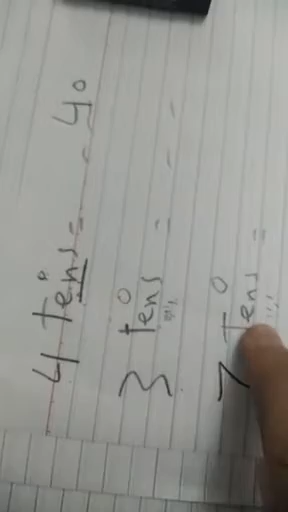 4 tens = - - 40
3 tens - - - -
7 tens =